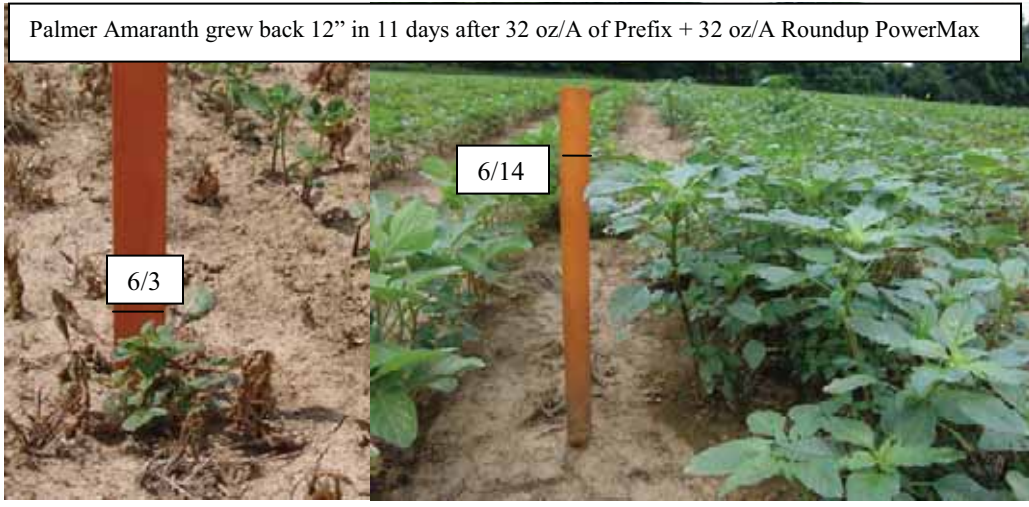 Palmer Amaranth grew back 12” in 11 days after 32 oz/A of Prefix + 32 oz/A Roundup PowerMax
6/3
6/14